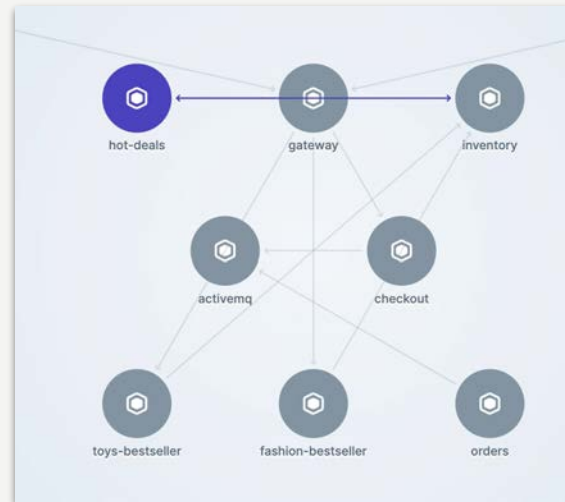 hot-deals
gateway
inventory
activemq
checkout
toys-bestseller
fashion-bestseller
orders